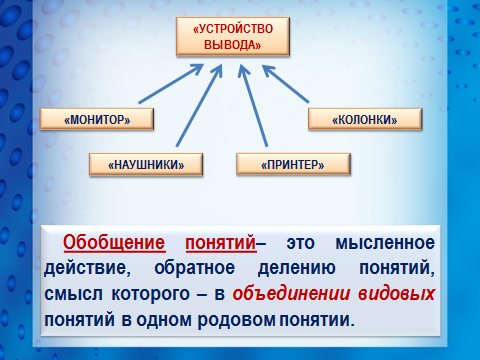 «УСТРОЙСТВО
ВЫВОДА»
«МОНИТОР»
«КОЛОНКИ»
«НАУШНИКИ»
«ПРИНТЕР»
Обобщение понятий– это мысленное
действие, обратное делению понятий,
смысл которого – в объединении видовых
понятий в одном родовом понятии.